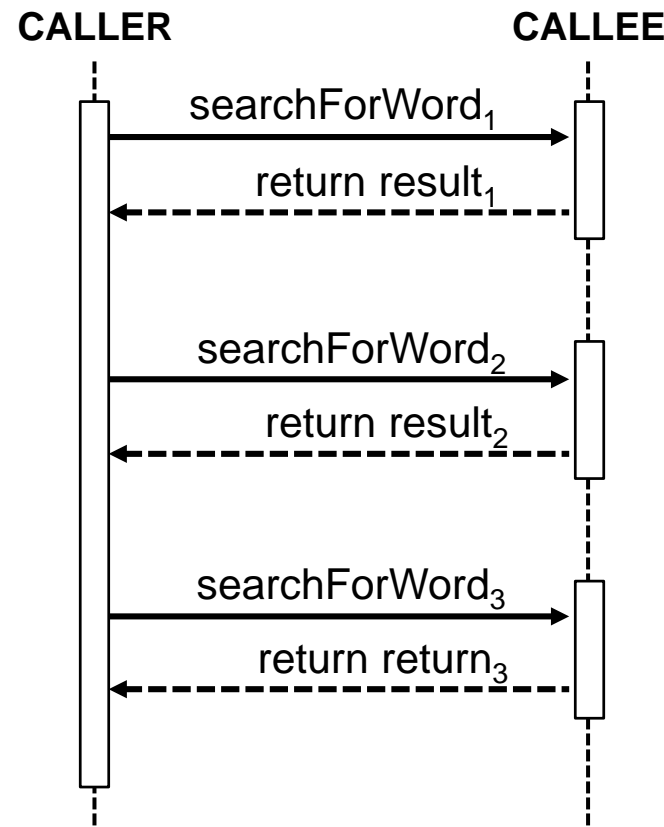 CALLER CALLEE
searchForWord₁
return result₁
searchForWord₂
return result₂
searchForWord₃
return return₃